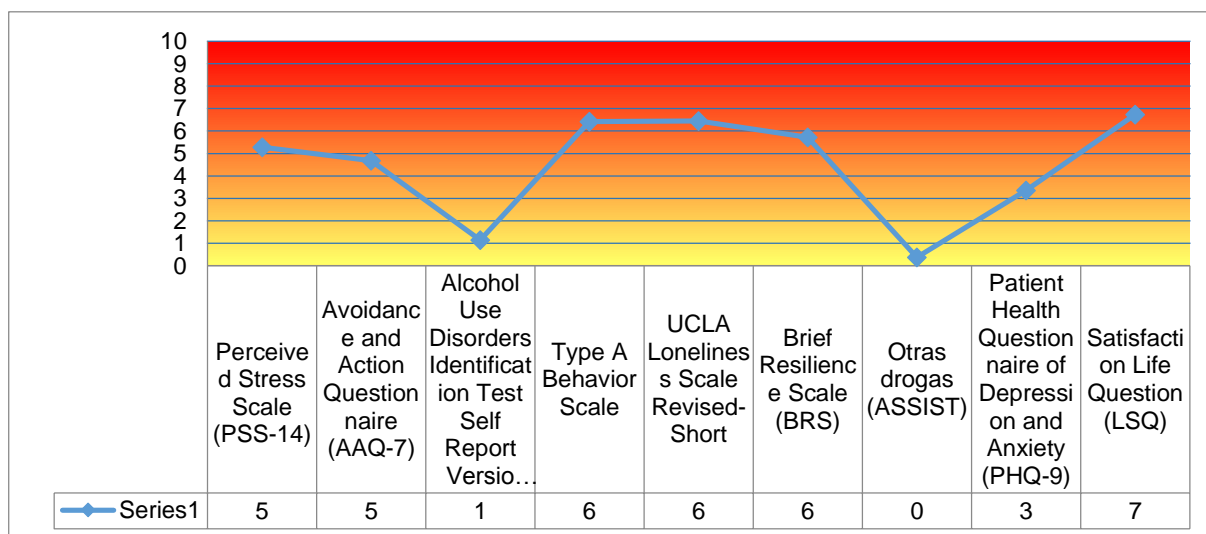 10
9
8
7
6
5
4
3
2
1
0
Perceive
d Stress
Scale
(PSS-14)
Avoidanc
e and
Action
Question
naire
(AAQ-7)
Alcohol
Use
Disorders
Identificat
ion Test
Self
Report
Versio…
Type A
Behavior
Scale
UCLA
Lonelines
s Scale
Revised-
Short
Brief
Resilienc
e Scale
(BRS)
Otras
drogas
(ASSIST)
Patient
Health
Question
naire of
Depressi
on and
Anxiety
(PHQ-9)
Satisfacti
on Life
Question
(LSQ)
Series1 5 5 1 6 6 6 0 3 7